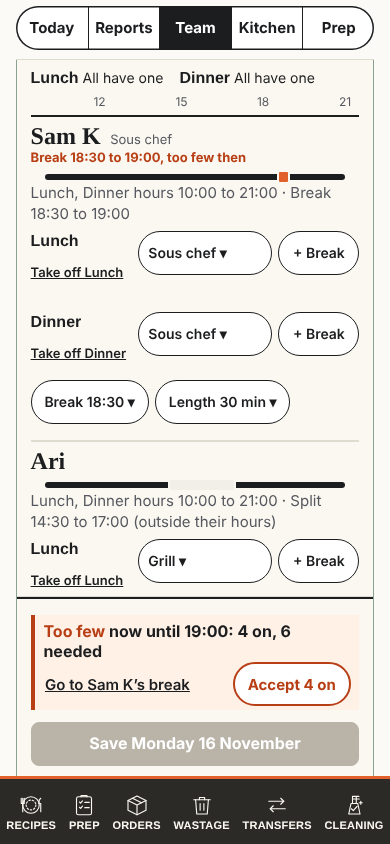 Today Reports Team Kitchen Prep
Lunch All have one Dinner All have one
12 15 18 21
Sam K Sous chef
Break 18:30 to 19:00, too few then
Lunch, Dinner hours 10:00 to 21:00 · Break
18:30 to 19:00
Lunch
Sous chef ▾ + Break
Take off Lunch
Dinner
Sous chef ▾ + Break
Take off Dinner
Break 18:30 ▾ Length 30 min ▾
Ari
Lunch, Dinner hours 10:00 to 21:00 · Split
14:30 to 17:00 (outside their hours)
Lunch
Grill ▾ + Break
Take off Lunch
Too few now until 19:00: 4 on, 6
needed
Go to Sam K’s break Accept 4 on
Save Monday 16 November
RECIPES PREP ORDERS WASTAGE TRANSFERS CLEANING